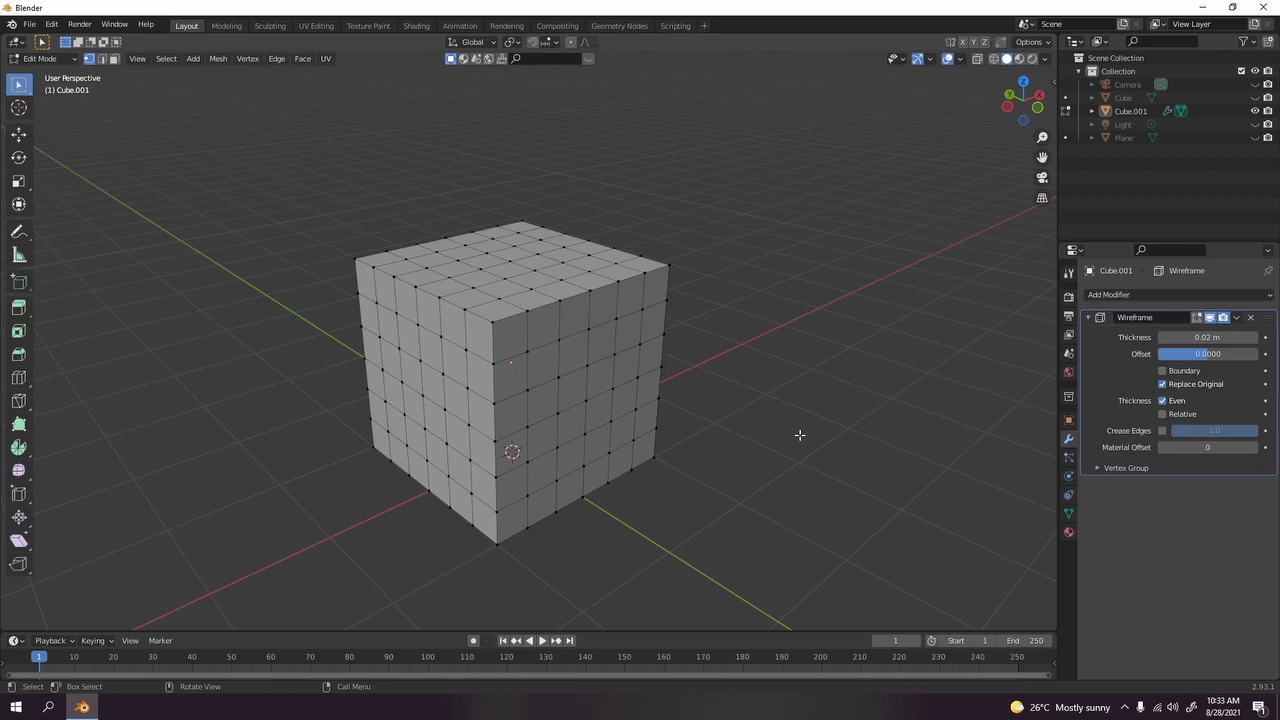 Blender
File Edit Render Window Help
Layout Modeling Sculpting UV Editing Texture Paint Shading Animation Rendering Compositing Geometry Nodes Scripting +
Scene
View Layer
Global
X Y Z
Options
Edit Mode
View Select Add Mesh Vertex Edge Face UV
User Perspective
(1) Cube.001
Z
Y
X
Scene Collection
Collection
Camera
Cube
Cube.001
Light
Plane
Cube.001 Wireframe
Add Modifier
Wireframe
Thickness 0.02 m
Offset 0.0000
Boundary
Replace Original
Thickness Even
Relative
Crease Edges 1.0
Material Offset 0
Vertex Group
Playback Keying View Marker
1 Start 1 End 250
1 10 20 30 40 50 60 70 80 90 100 110 120 130 140 150 160 170 180 190 200 210 220 230 240 250
Select Box Select Rotate View Call Menu
2.93.1
26°C Mostly sunny
10:33 AM
8/28/2021
1